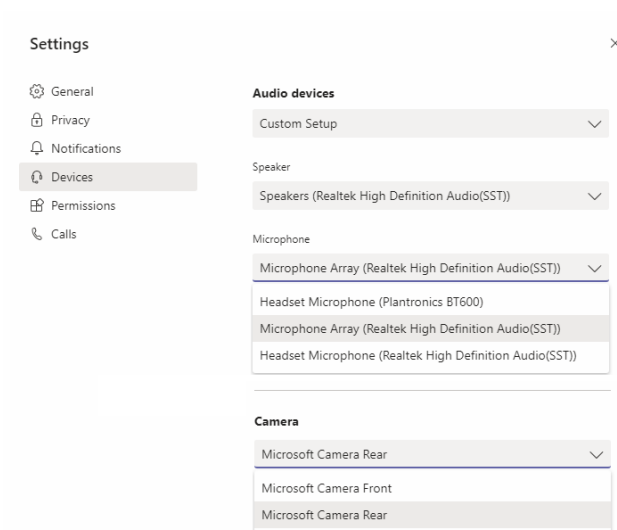 Settings
General
Privacy
Notifications
Devices
Permissions
Calls
Audio devices
Custom Setup
Speaker
Speakers (Realtek High Definition Audio(SST))
Microphone
Microphone Array (Realtek High Definition Audio(SST))
Headset Microphone (Plantronics BT600)
Microphone Array (Realtek High Definition Audio(SST))
Headset Microphone (Realtek High Definition Audio(SST))
Camera
Microsoft Camera Rear
Microsoft Camera Front
Microsoft Camera Rear